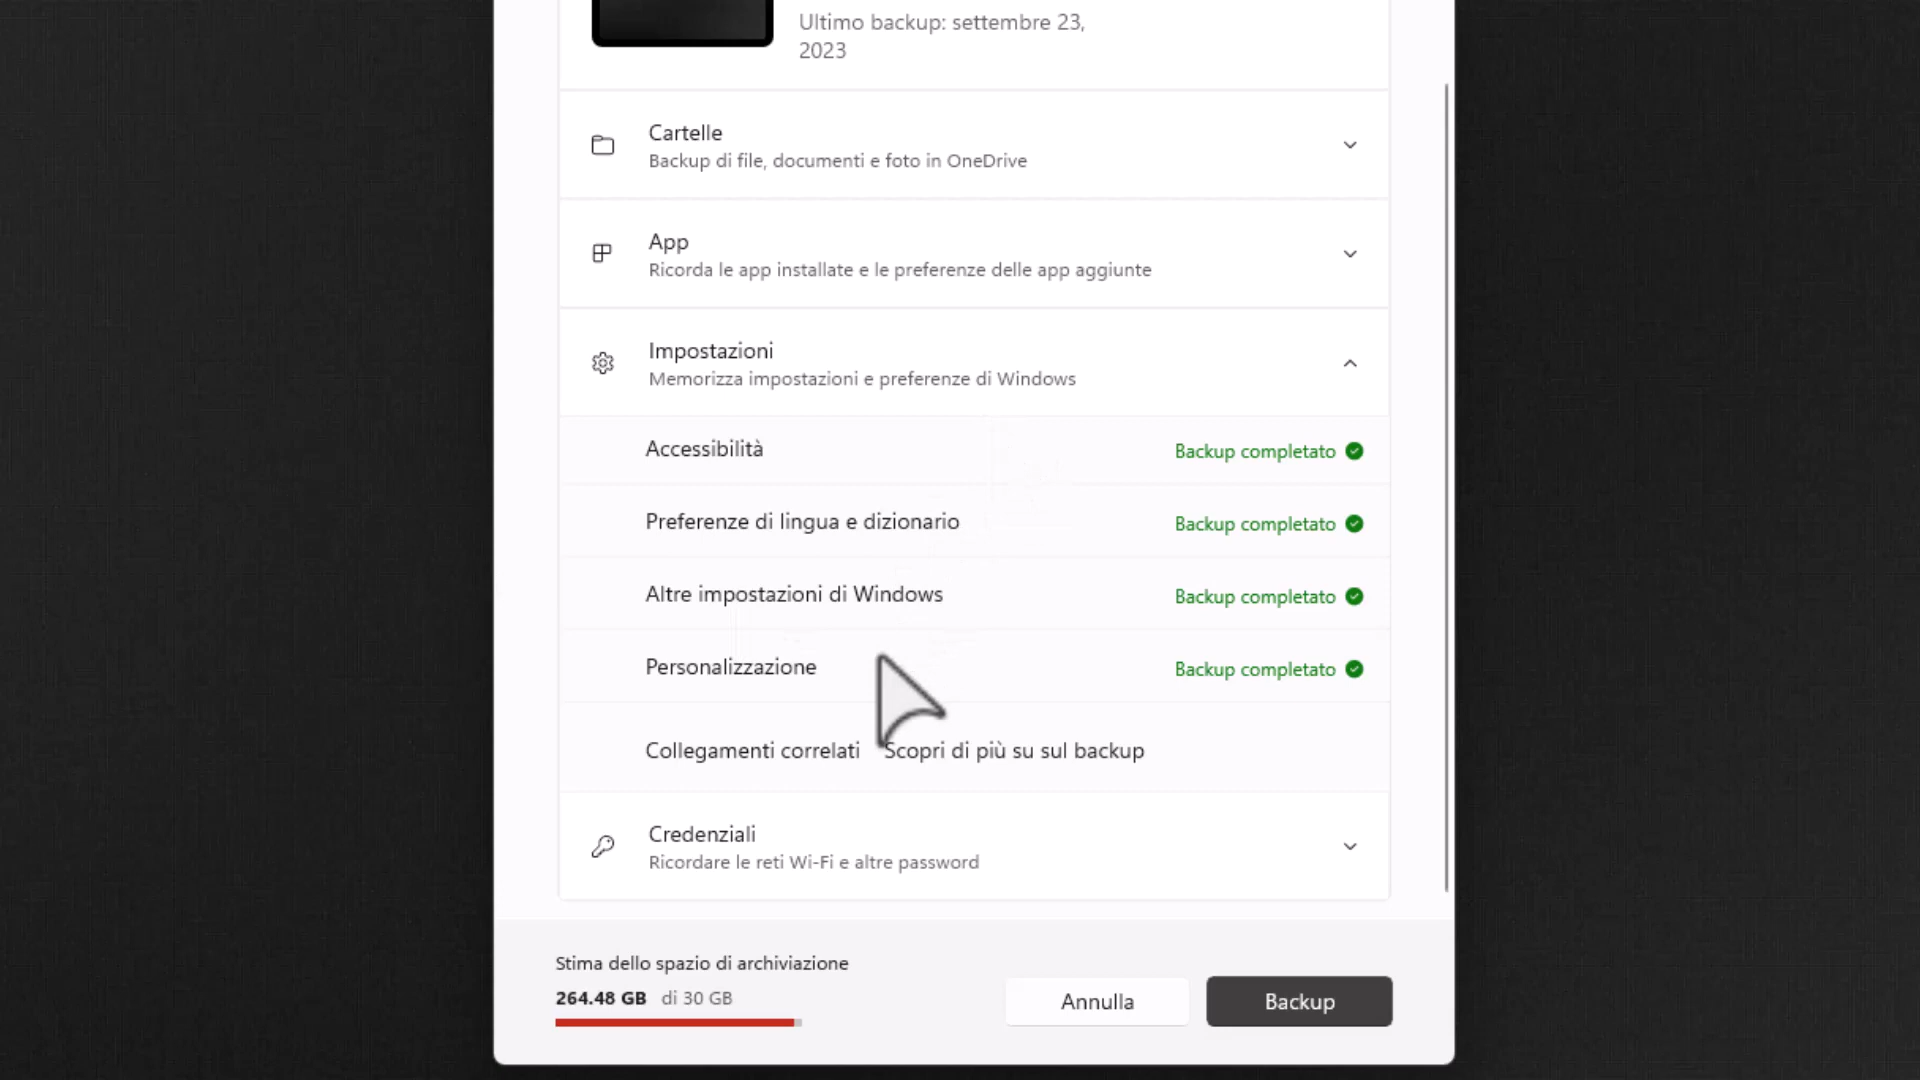 Ultimo backup: settembre 23,
2023
Cartelle
Backup di file, documenti e foto in OneDrive
App
Ricorda le app installate e le preferenze delle app aggiunte
Impostazioni
Memorizza impostazioni e preferenze di Windows
Accessibilità
Backup completato
Preferenze di lingua e dizionario
Backup completato
Altre impostazioni di Windows
Backup completato
Personalizzazione
Backup completato
Collegamenti correlati Scopri di più su sul backup
Credenziali
Ricordare le reti Wi-Fi e altre password
Stima dello spazio di archiviazione
264.48 GB di 30 GB
Annulla
Backup